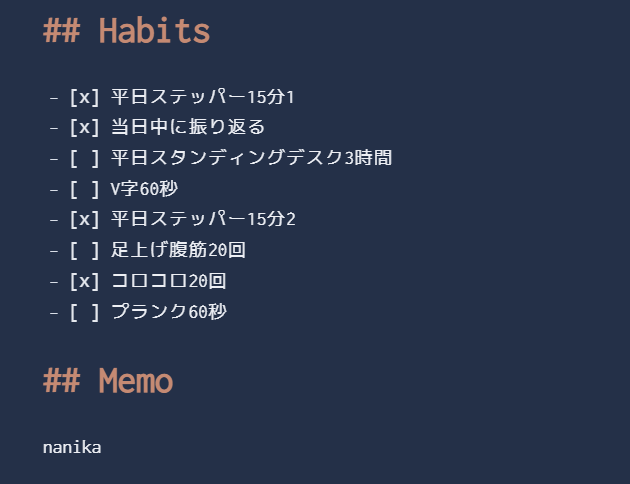 ## Habits
- [x] 平日ステッパー15分1
- [x] 当日中に振り返る
- [ ] 平日スタンディングデスク3時間
- [ ] V字60秒
- [x] 平日ステッパー15分2
- [ ] 足上げ腹筋20回
- [x] コロコロ20回
- [ ] プランク60秒
## Memo
nanika